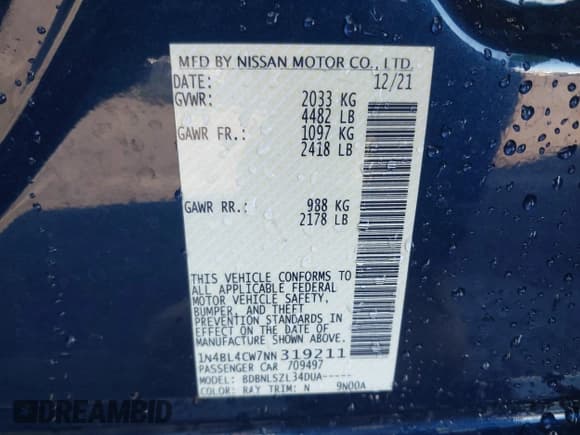 MFD BY NISSAN MOTOR CO., LTD.
DATE: 12/21
GVWR: 2033 KG
4482 LB
GAWR FR.: 1097 KG
2418 LB
GAWR RR.: 988 KG
2178 LB
THIS VEHICLE CONFORMS TO
ALL APPLICABLE FEDERAL
MOTOR VEHICLE SAFETY,
BUMPER, AND THEFT
PREVENTION STANDARDS IN
EFFECT ON THE DATE OF
MANUFACTURE SHOWN ABOVE.
1N4BL4CW7NN319211
PASSENGER CAR 709497
MODEL: BDBNLSZL34DUA-----
COLOR: RAY TRIM: N 9N00A
DREAMBID